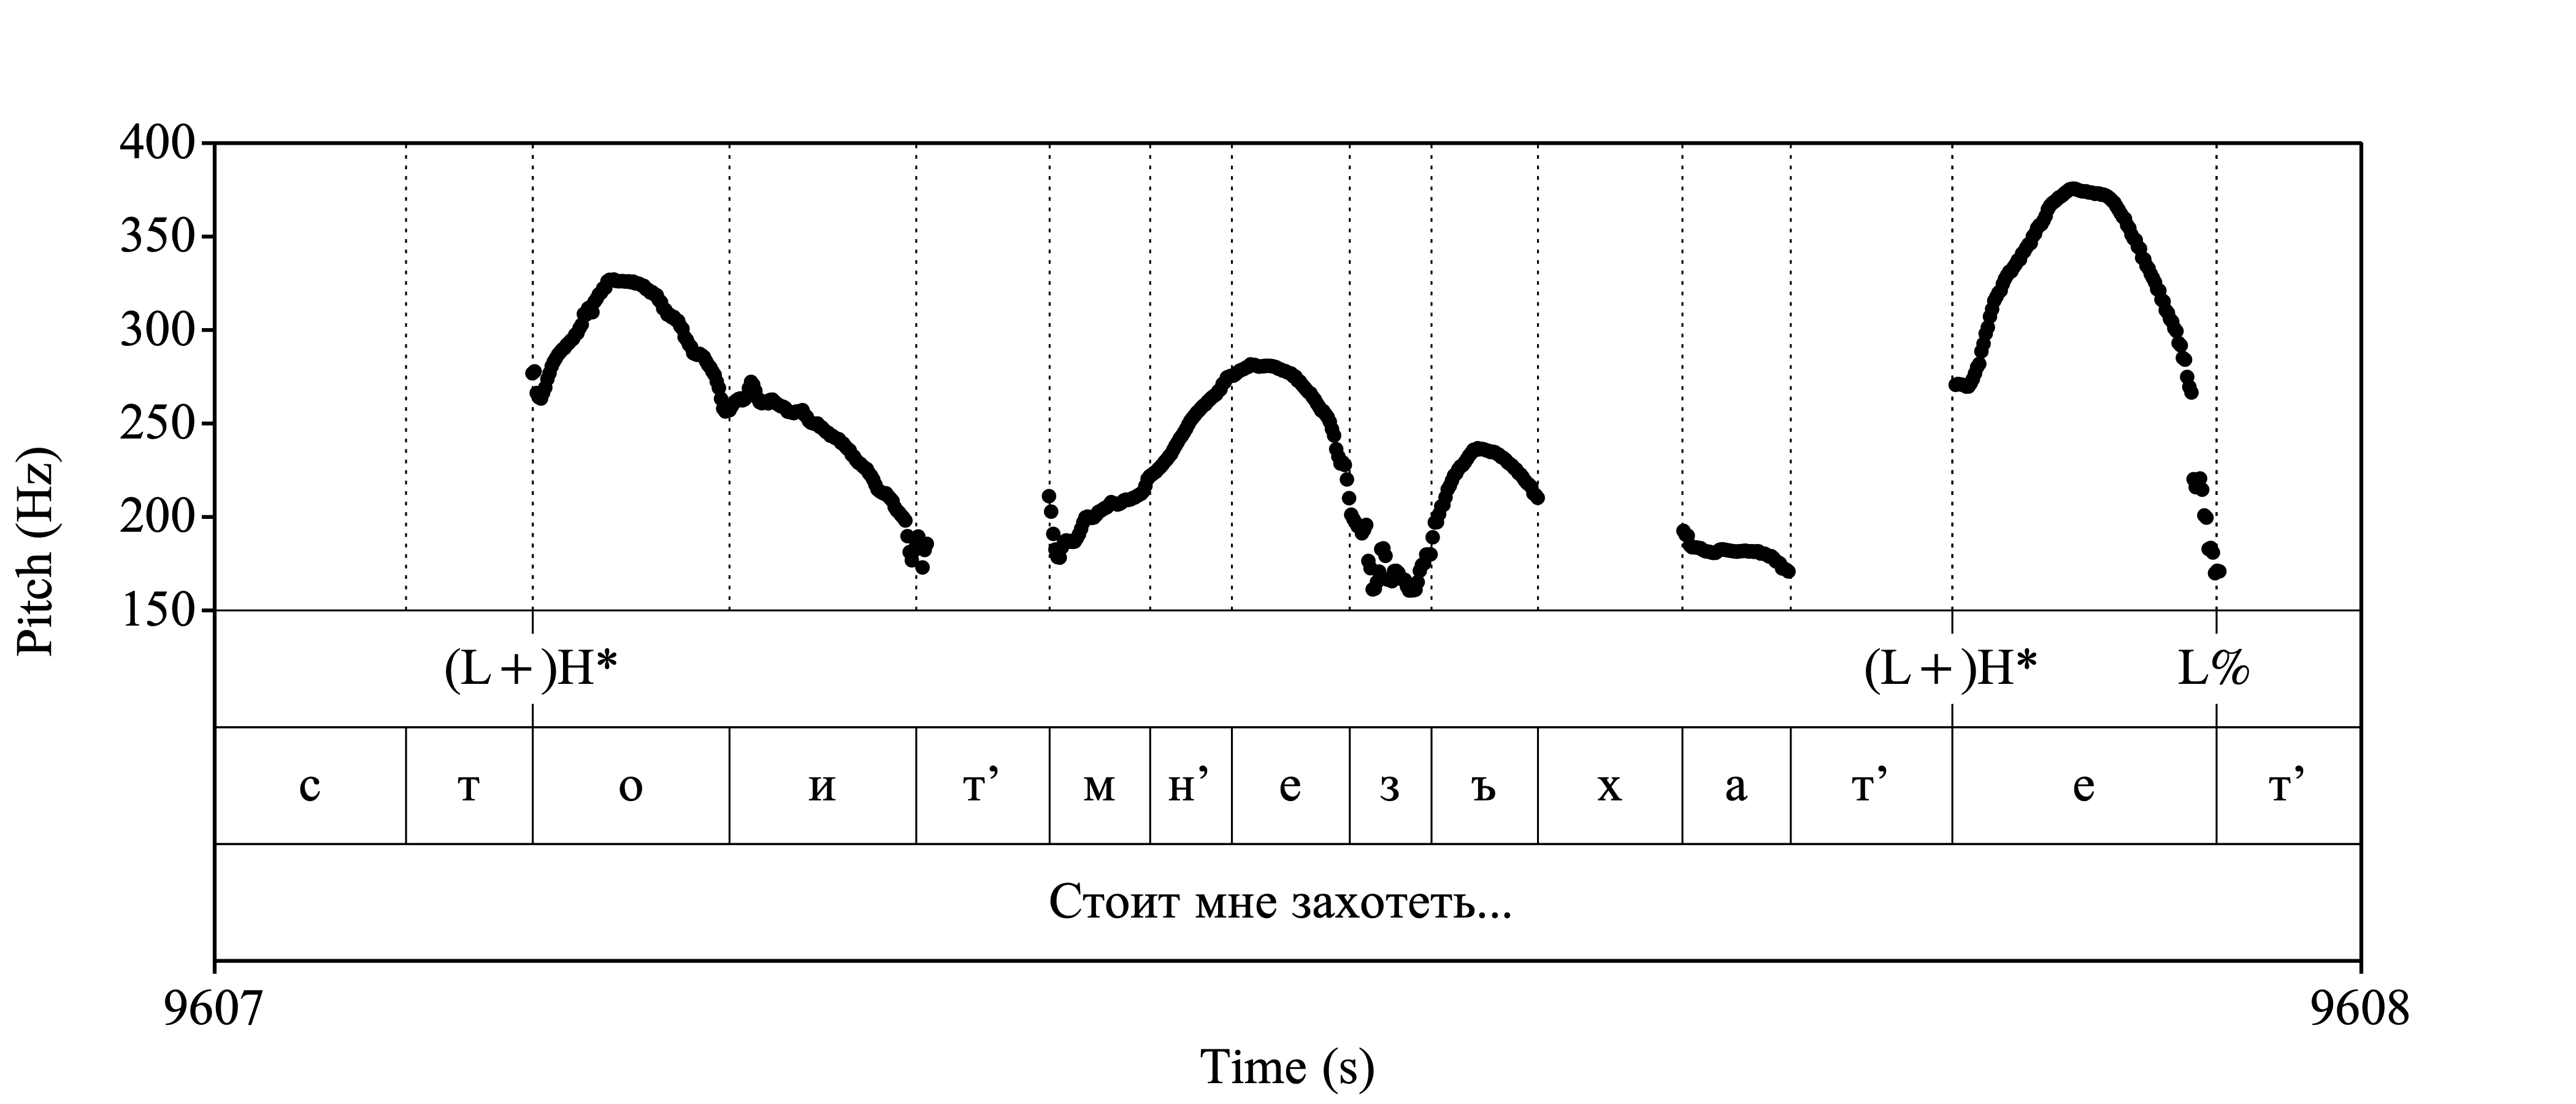 400
350
300
250
200
150
Pitch (Hz)
(L+)H* (L+)H* L%
с т о и т’ м н’ е з ъ х а т’ е т’
Стоит мне захотеть...
9607 9608
Time (s)